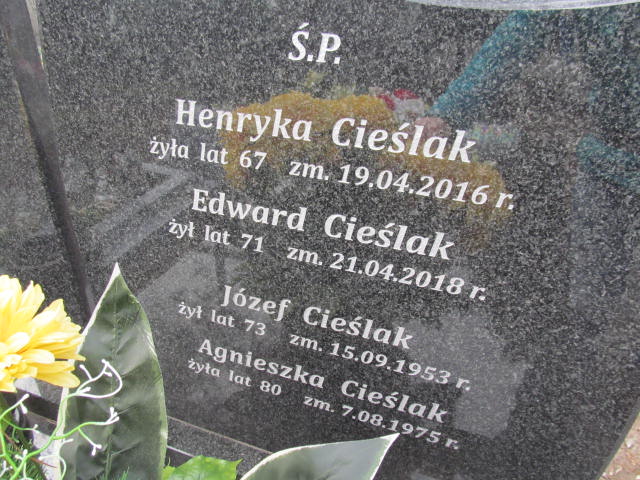 Ś.P.
Henryka Cieślak
żyła lat 67 zm. 19.04.2016 r.
Edward Cieślak
żył lat 71 zm. 21.04.2018 r.
Józef Cieślak
żył lat 73 zm. 15.09.1953 r.
Agnieszka Cieślak
żyła lat 80 zm. 7.08.1975 r.